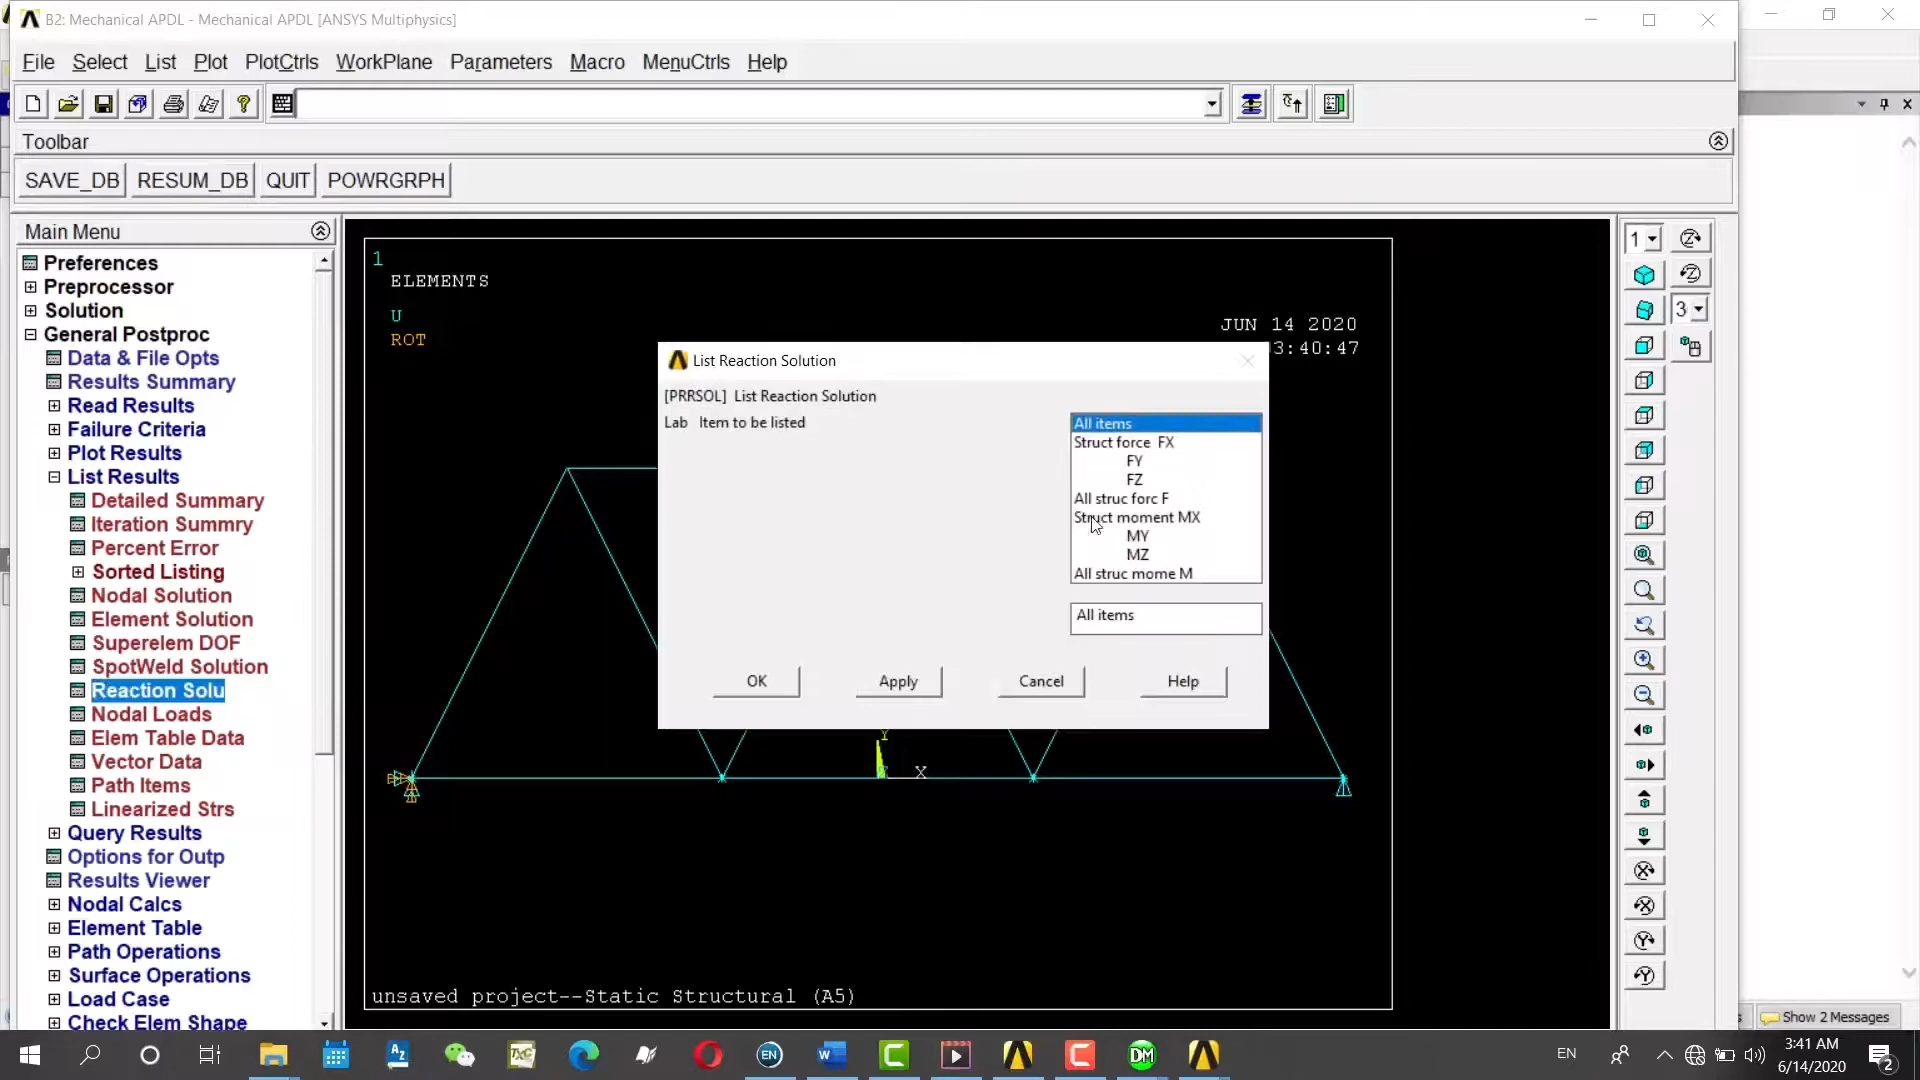 B2: Mechanical APDL - Mechanical APDL [ANSYS Multiphysics]
File Select List Plot PlotCtrls WorkPlane Parameters Macro MenuCtrls Help
Toolbar
SAVE_DB RESUM_DB QUIT POWRGRPH
Main Menu
Preferences
Preprocessor
Solution
General Postproc
Data & File Opts
Results Summary
Read Results
Failure Criteria
Plot Results
List Results
Detailed Summary
Iteration Summry
Percent Error
Sorted Listing
Nodal Solution
Element Solution
Superelem DOF
SpotWeld Solution
Reaction Solu
Nodal Loads
Elem Table Data
Vector Data
Path Items
Linearized Strs
Query Results
Options for Outp
Results Viewer
Nodal Calcs
Element Table
Path Operations
Surface Operations
Load Case
Check Elem Shape
1
ELEMENTS
U
ROT
JUN 14 2020
3:40:47
List Reaction Solution
[PRRSOL] List Reaction Solution
Lab Item to be listed
All items
Struct force FX
FY
FZ
All struc forc F
Struct moment MX
MY
MZ
All struc mome M
All items
OK Apply Cancel Help
Y
X
unsaved project--Static Structural (A5)
1
3
Show 2 Messages
EN
W
DM
EN
3:41 AM
6/14/2020
2